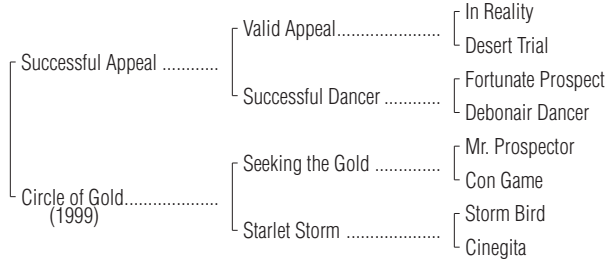 In Reality
Valid Appeal.......................
Desert Trial
Successful Appeal ............
Fortunate Prospect
Successful Dancer ............
Debonair Dancer
Mr. Prospector
Seeking the Gold ..............
Con Game
Circle of Gold....................
(1999)
Storm Bird
Starlet Storm ....................
Cinegita